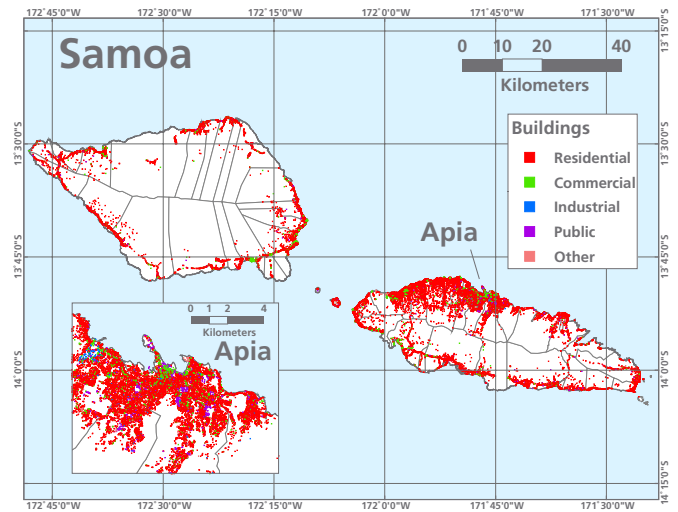 172°45'0"W 172°30'0"W 172°15'0"W 172°00'0"W 171°45'0"W 171°30'0"W
13°15'0"S
Samoa
0 10 20 40
Kilometers
Buildings
13°30'0"S 13°30'0"S
Residential
Commercial
Industrial
Public
Other
Apia
13°45'0"S 13°45'0"S
0 1 2 4
Kilometers
Apia
14°0'0"S 14°0'0"S
14°15'0"S
172°45'0"W 172°30'0"W 172°15'0"W 172°00'0"W 171°45'0"W 171°30'0"W